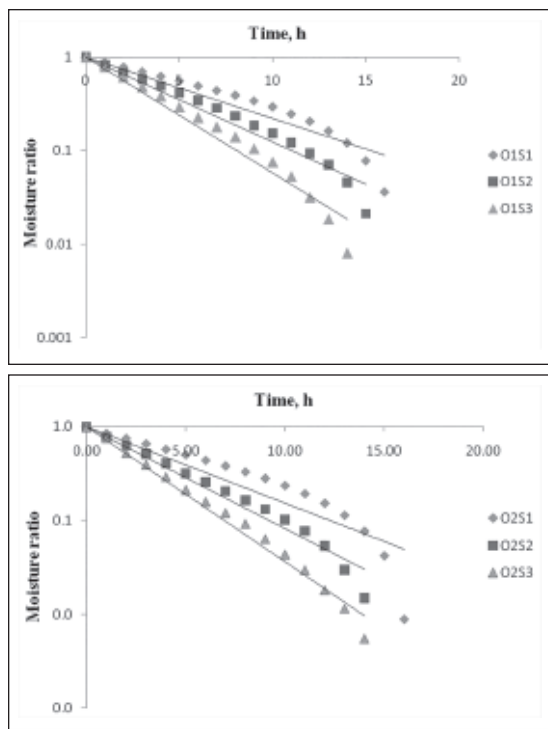 Time, h
0 5 10 15 20
1
0.1
0.01
0.001
Moisture ratio
O1S1
O1S2
O1S3
Time, h
0.00 5.00 10.00 15.00 20.00
1.0
0.1
0.0
0.0
Moisture ratio
O2S1
O2S2
O2S3